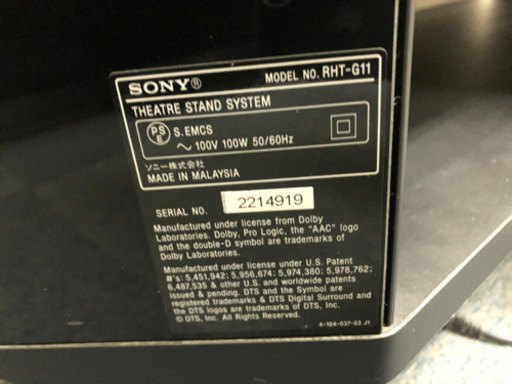 SONY®
MODEL NO. RHT-G11
THEATRE STAND SYSTEM
PS
E
S.EMCS
~ 100V 100W 50/60Hz
ソニー株式会社
MADE IN MALAYSIA
SERIAL NO. 2214919
Manufactured under license from Dolby
Laboratories. Dolby, Pro Logic, the "AAC" logo
and the double-D symbol are trademarks of
Dolby Laboratories.
Manufactured under license under U.S. Patent
#'s: 5,451,942; 5,956,674; 5,974,380; 5,978,762;
6,487,535 & other U.S. and worldwide patents
issued & pending. DTS and the Symbol are
registered trademarks & DTS Digital Surround and
the DTS logos are trademarks of DTS, Inc.
© DTS, Inc. All Rights Reserved.
4-164-037-03 J1